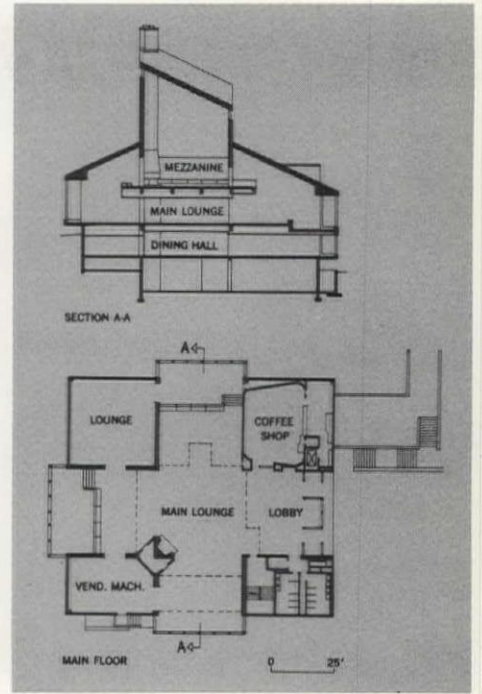 MEZZANINE
MAIN LOUNGE
DINING HALL
SECTION A-A
A
LOUNGE
COFFEE
SHOP
MAIN LOUNGE
LOBBY
VEND. MACH.
A
MAIN FLOOR
0 25'